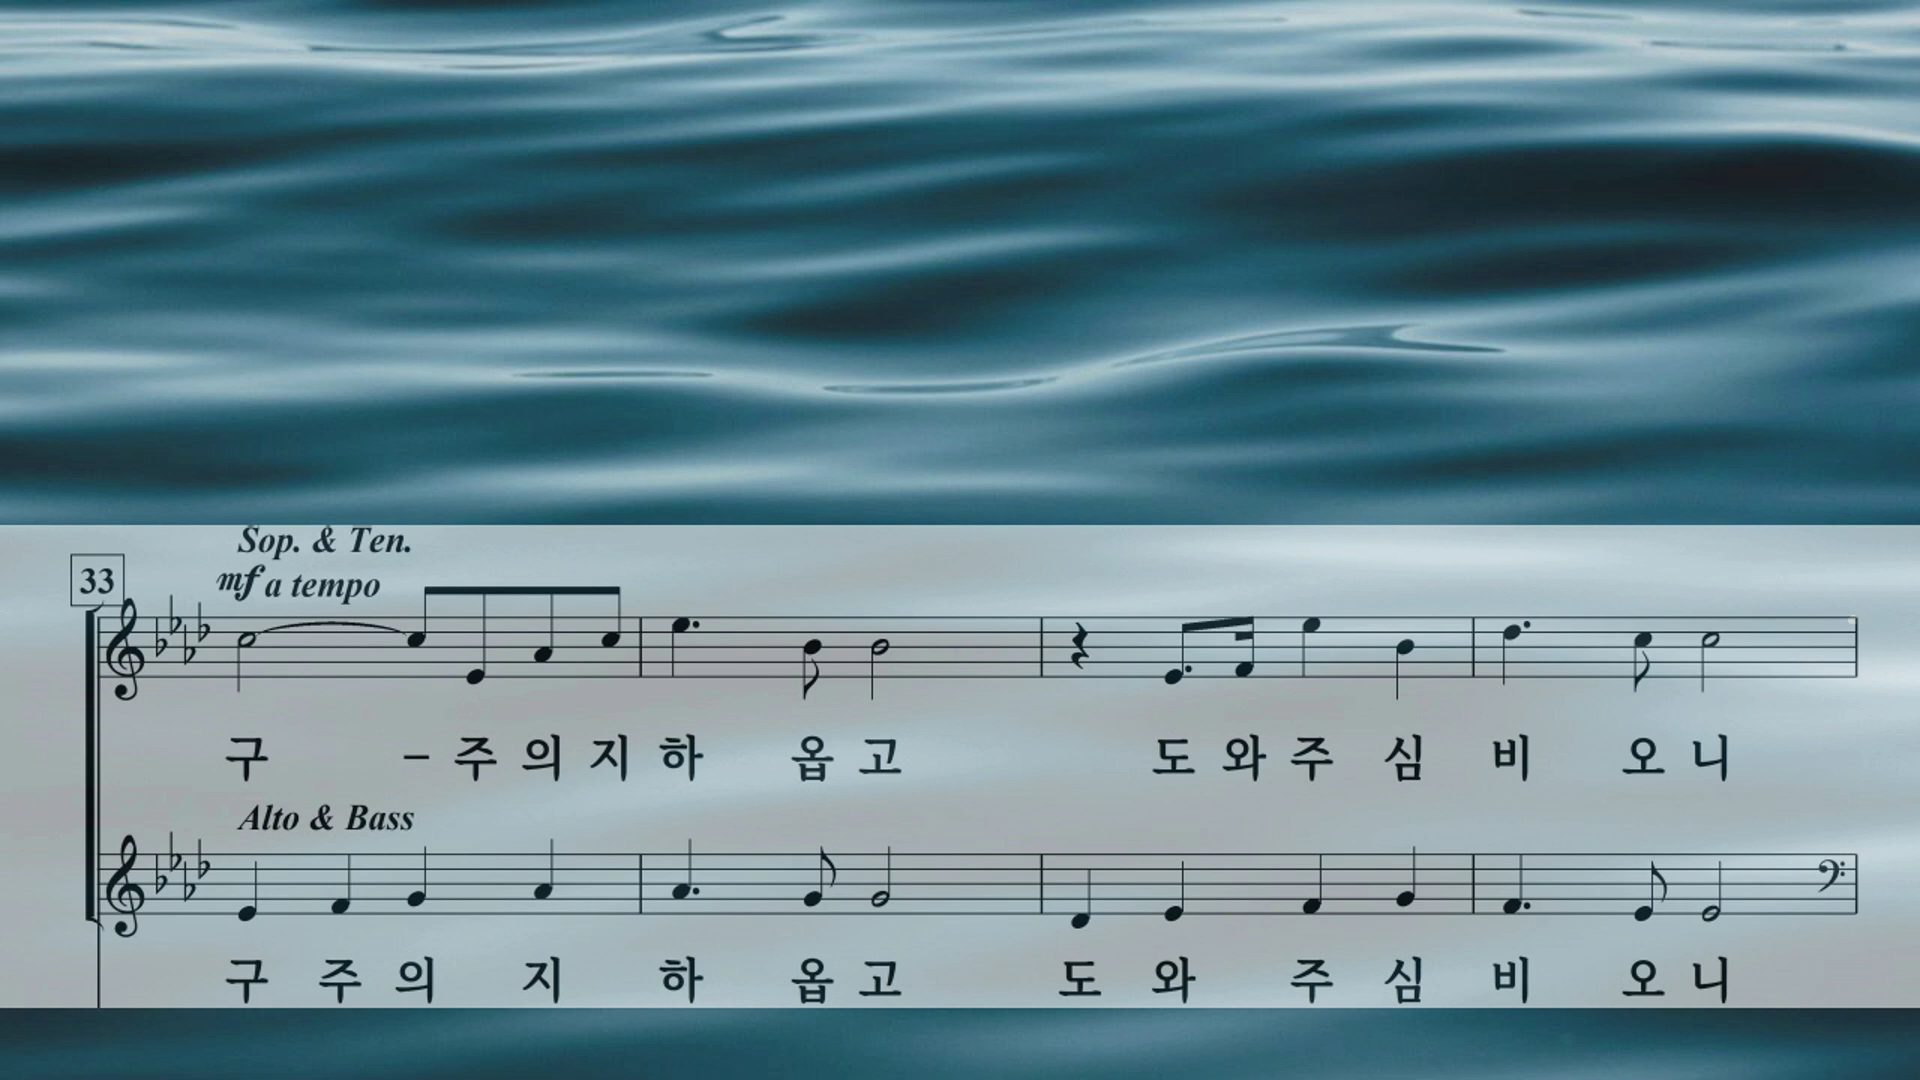 Sop. & Ten.
33
mf a tempo
구 - 주 의 지 하 옵 고 도 와 주 심 비 오 니
Alto & Bass
구 주 의 지 하 옵 고 도 와 주 심 비 오 니